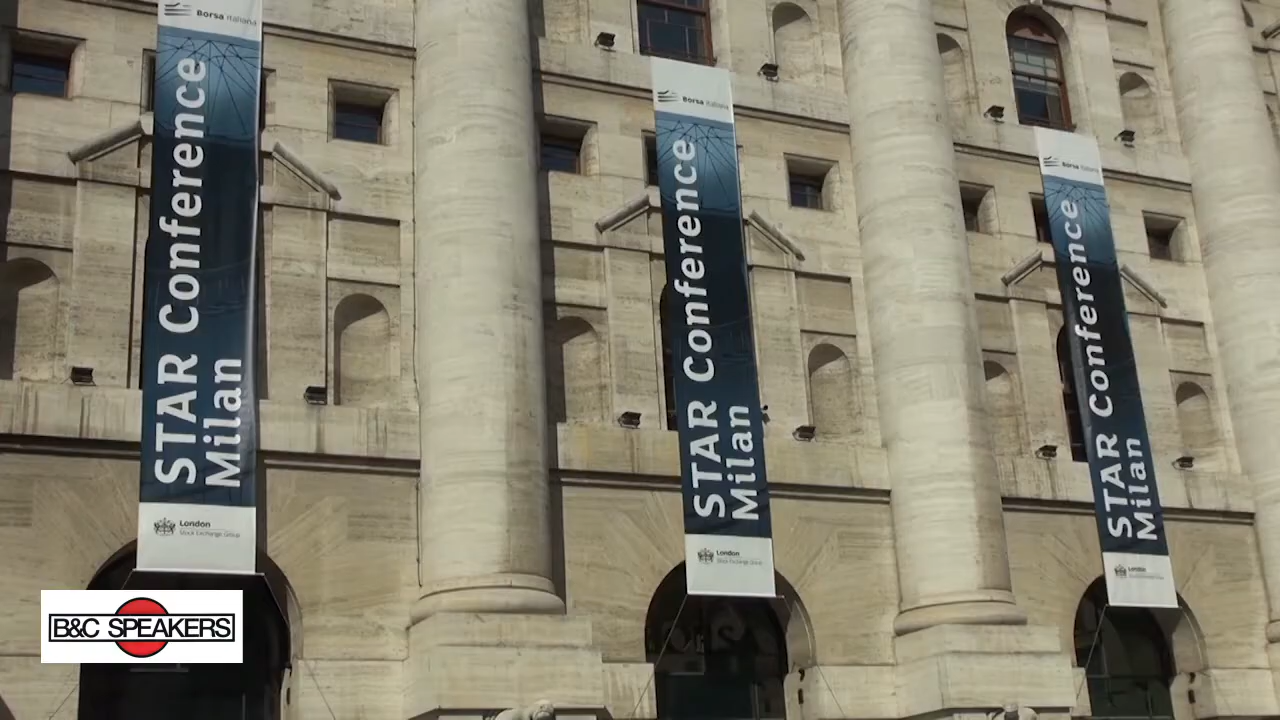 Borsa Italiana
STAR Conference
Milan
London
Stock Exchange Group
Borsa Italiana
STAR Conference
Milan
London
Stock Exchange Group
Borsa Italiana
STAR Conference
Milan
London
B&C SPEAKERS